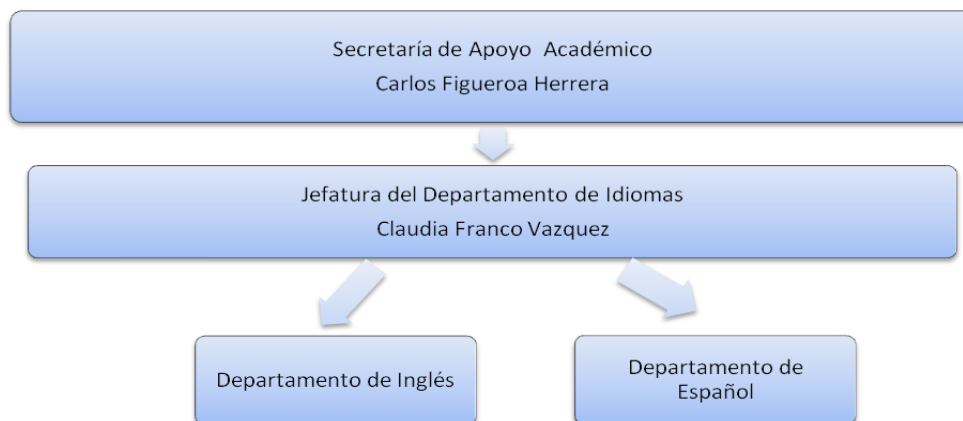 Secretaría de Apoyo Académico
Carlos Figueroa Herrera
Jefatura del Departamento de Idiomas
Claudia Franco Vazquez
Departamento de Inglés
Departamento de
Español